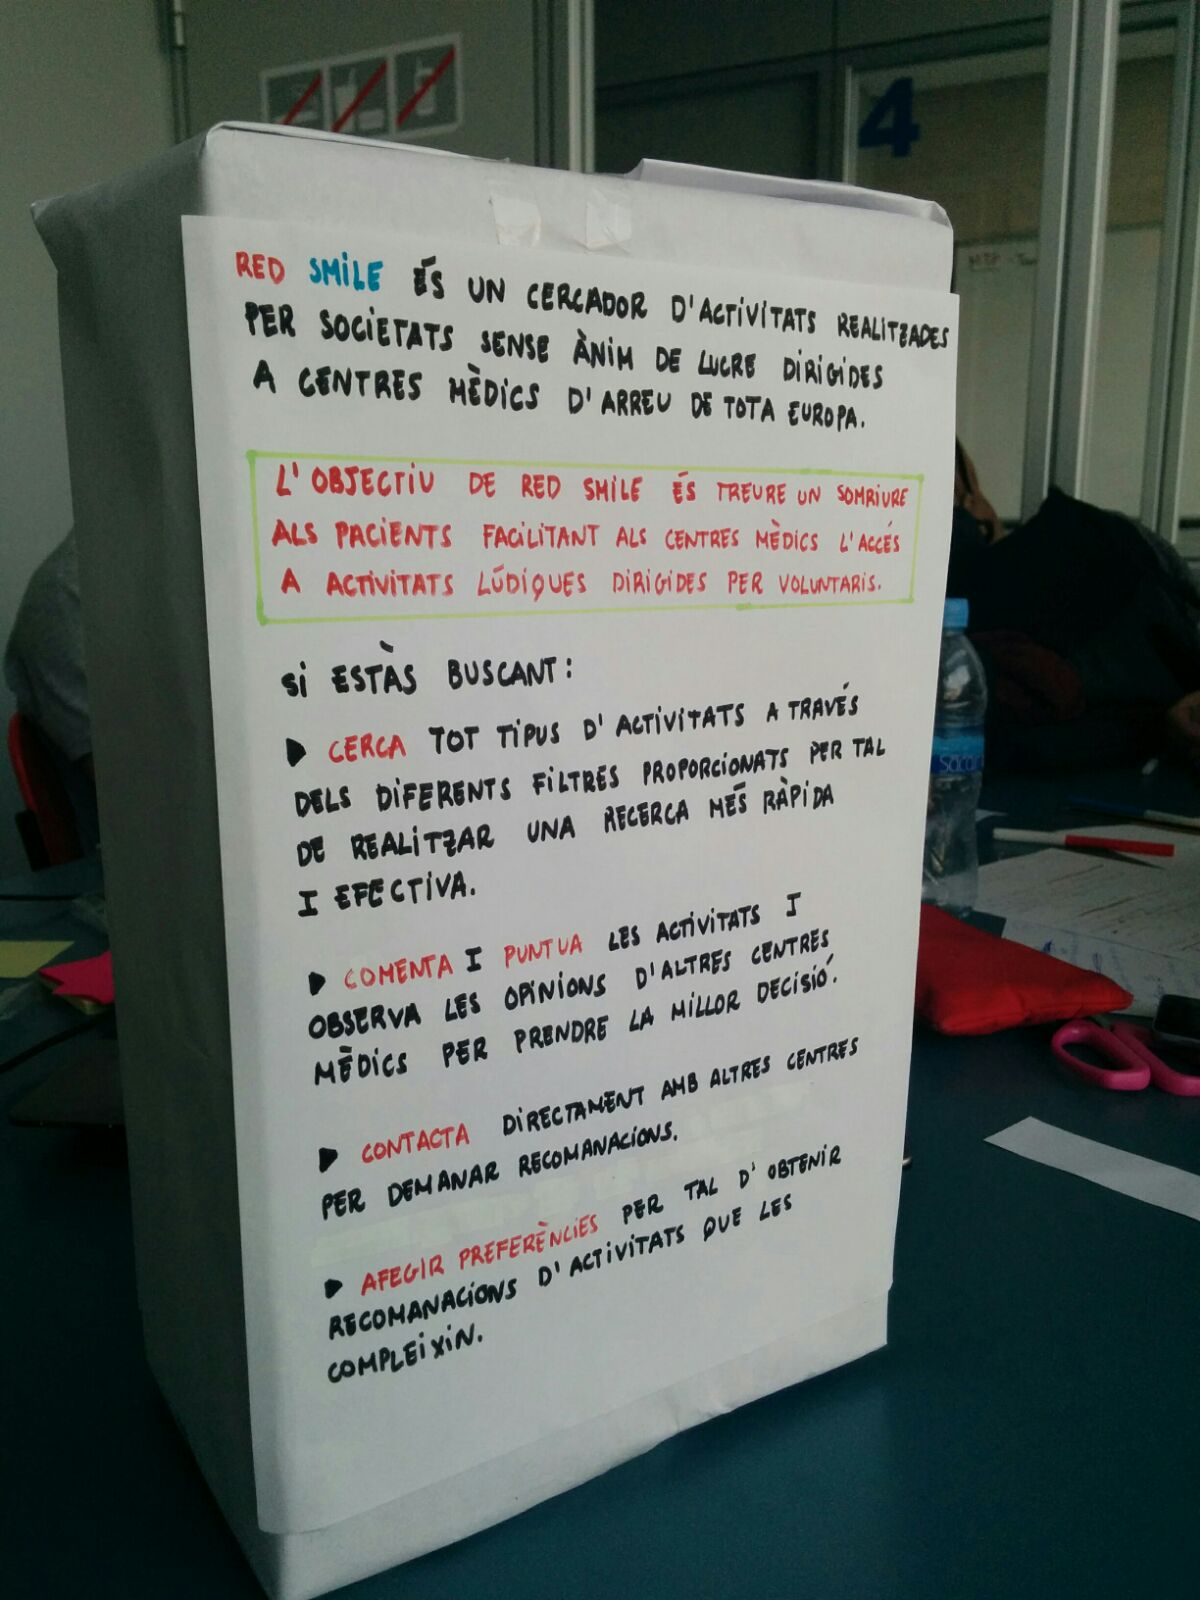 4
RED SMILE ÉS UN CERCADOR D'ACTIVITATS REALITZADES
PER SOCIETATS SENSE ÀNIM DE LUCRE DIRIGIDES
A CENTRES MÈDICS D'ARREU DE TOTA EUROPA.
L'OBJECTIU DE RED SMILE ÉS TREURE UN SOMRIURE
ALS PACIENTS FACILITANT ALS CENTRES MÈDICS L'ACCÉS
A ACTIVITATS LÚDIQUES DIRIGIDES PER VOLUNTARIS.
SI ESTÀS BUSCANT:
▶ CERCA TOT TIPUS D'ACTIVITATS A TRAVÉS
DELS DIFERENTS FILTRES PROPORCIONATS PER TAL
DE REALITZAR UNA RECERCA MÉS RÀPIDA
I EFECTIVA.
▶ COMENTA I PUNTUA LES ACTIVITATS I
OBSERVA LES OPINIONS D'ALTRES CENTRES
MÈDICS PER PRENDRE LA MILLOR DECISIÓ.
▶ CONTACTA DIRECTAMENT AMB ALTRES CENTRES
PER DEMANAR RECOMANACIONS.
▶ AFEGIR PREFERÈNCIES PER TAL D'OBTENIR
RECOMANACIONS D'ACTIVITATS QUE LES
COMPLEIXIN.